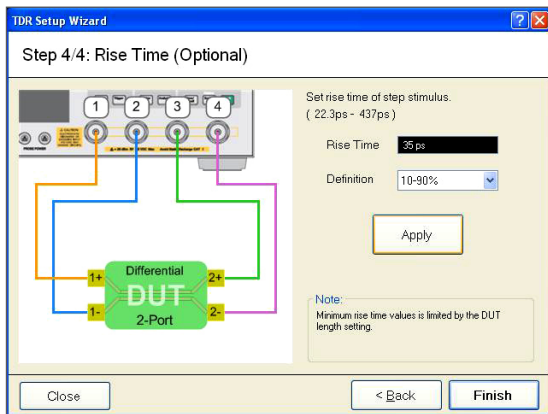 TDR Setup Wizard
Step 4/4: Rise Time (Optional)
1 2 3 4
Set rise time of step stimulus.
( 22.3ps - 437ps )
Rise Time 35 ps
Definition 10-90%
Apply
1+ Differential 2+
DUT
1- 2-Port 2-
Note:
Minimum rise time values is limited by the DUT
length setting.
Close < Back Finish